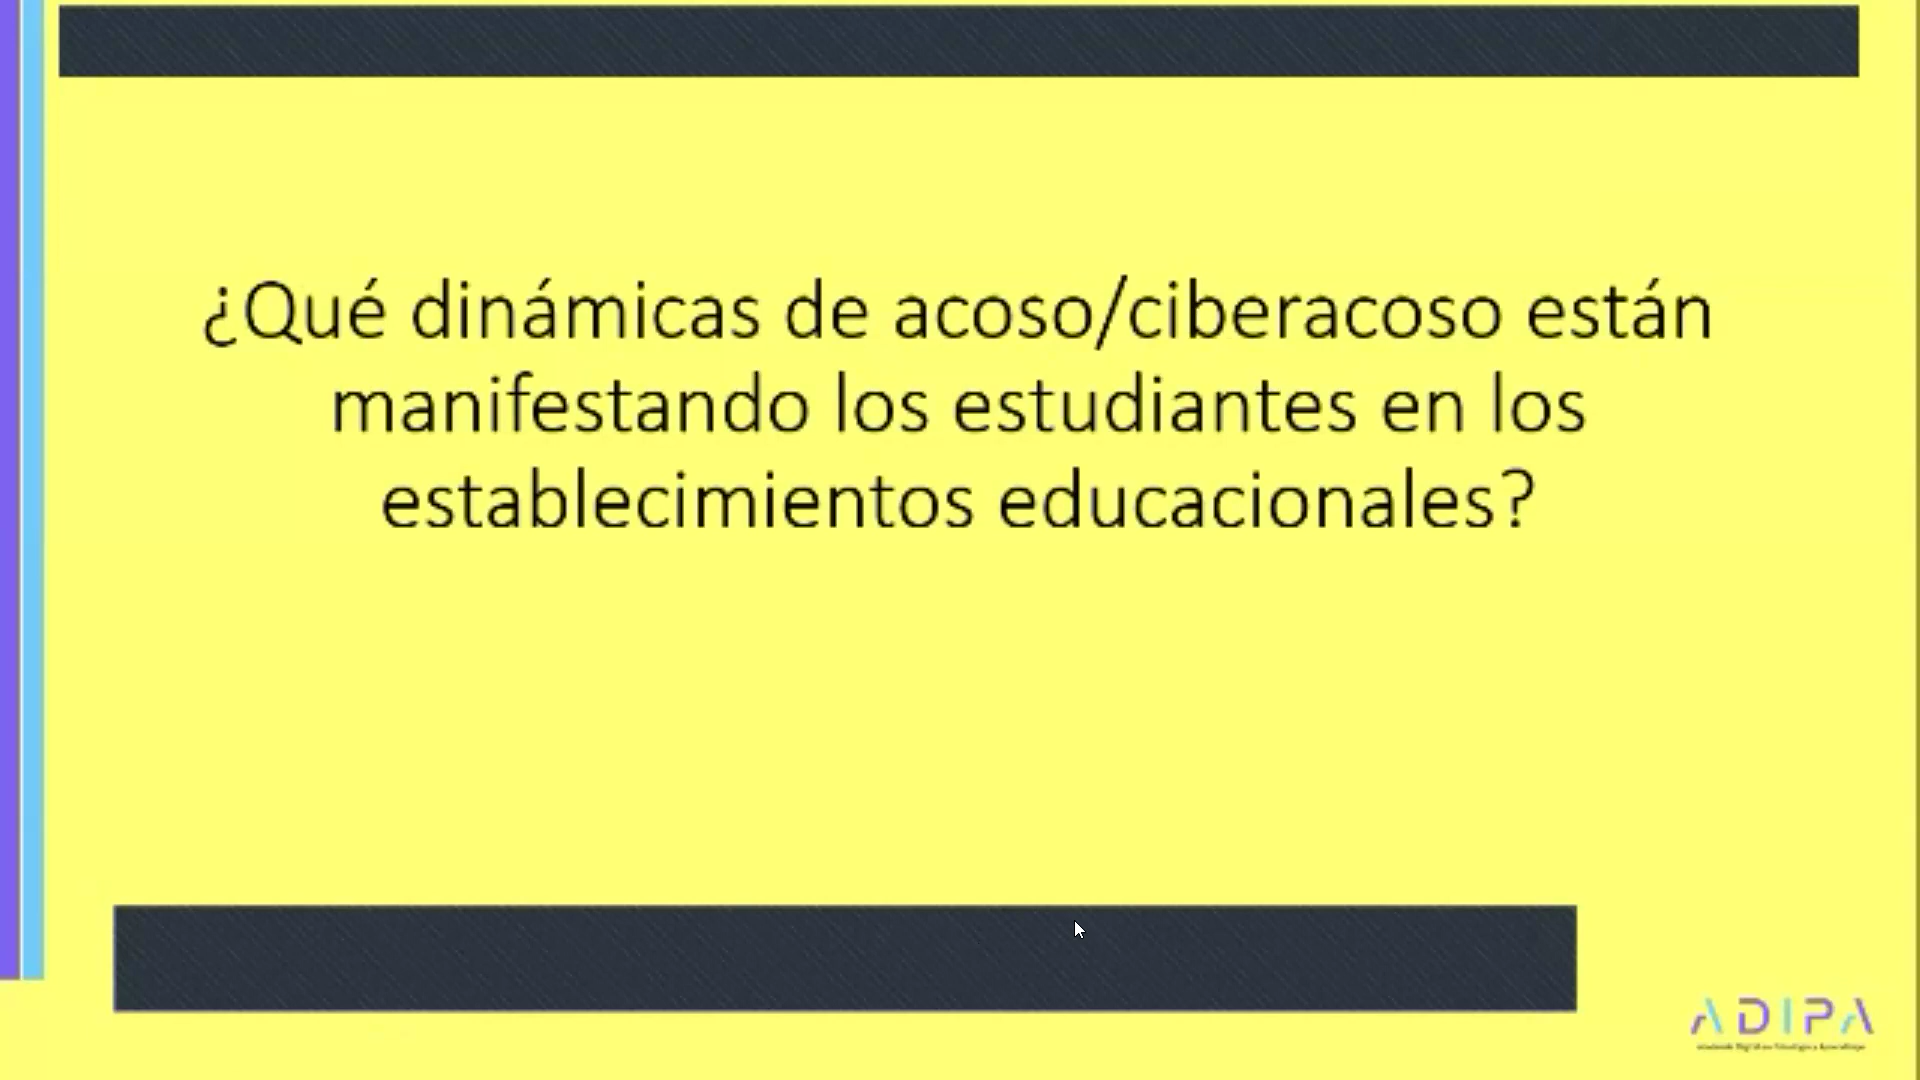 ¿Qué dinámicas de acoso/ciberacoso están
manifestando los estudiantes en los
establecimientos educacionales?
ADIPA